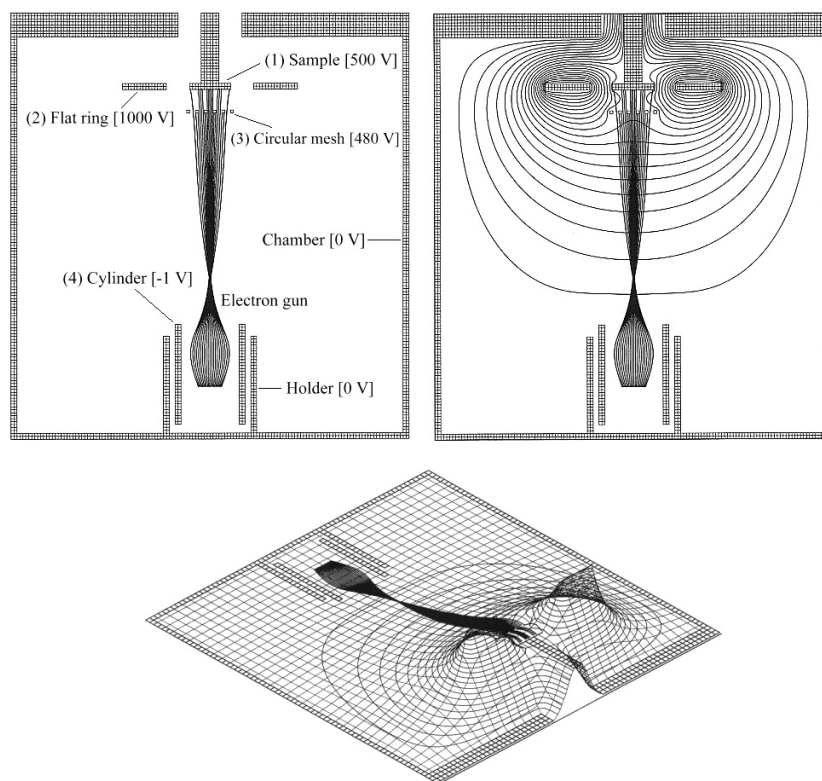 (1) Sample [500 V]
(2) Flat ring [1000 V]
(3) Circular mesh [480 V]
Chamber [0 V]
(4) Cylinder [-1 V]
Electron gun
Holder [0 V]